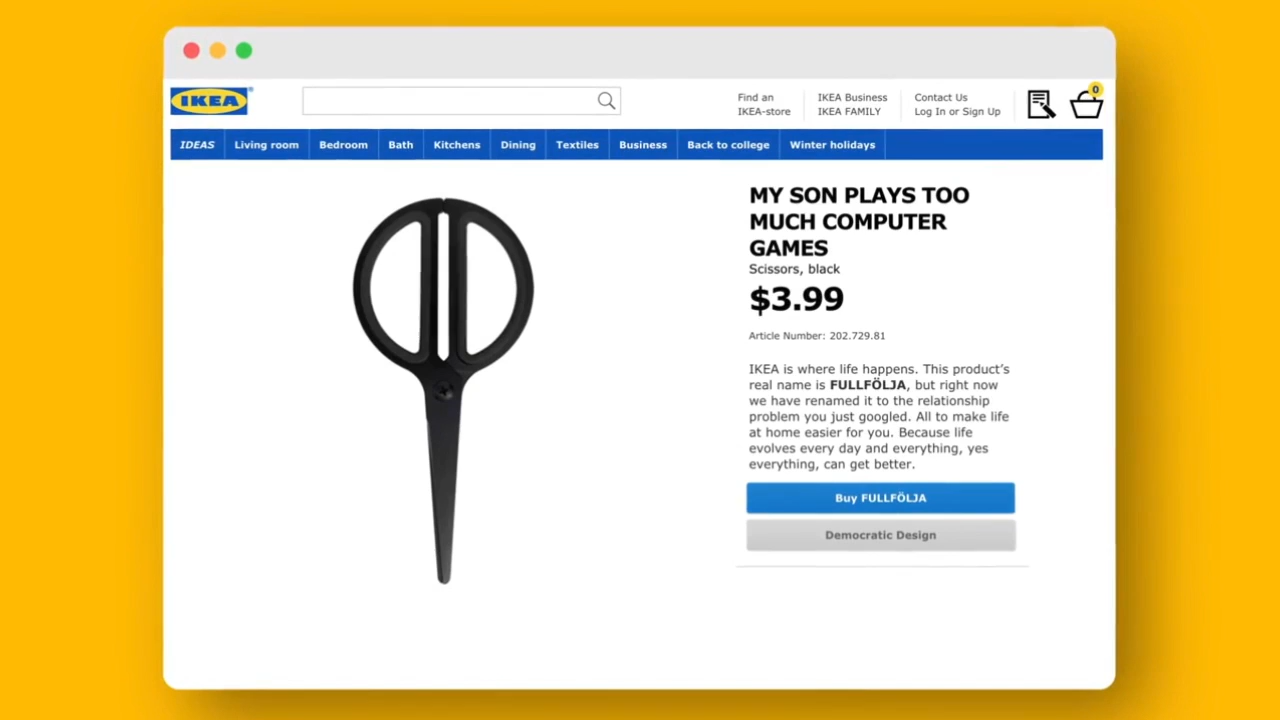 IKEA
®
Find an
IKEA-store
IKEA Business
IKEA FAMILY
Contact Us
Log In or Sign Up
0
IDEAS Living room Bedroom Bath Kitchens Dining Textiles Business Back to college Winter holidays
MY SON PLAYS TOO
MUCH COMPUTER
GAMES
Scissors, black
$3.99
Article Number: 202.729.81
IKEA is where life happens. This product’s
real name is FULLFÖLJA, but right now
we have renamed it to the relationship
problem you just googled. All to make life
at home easier for you. Because life
evolves every day and everything, yes
everything, can get better.
Buy FULLFÖLJA
Democratic Design